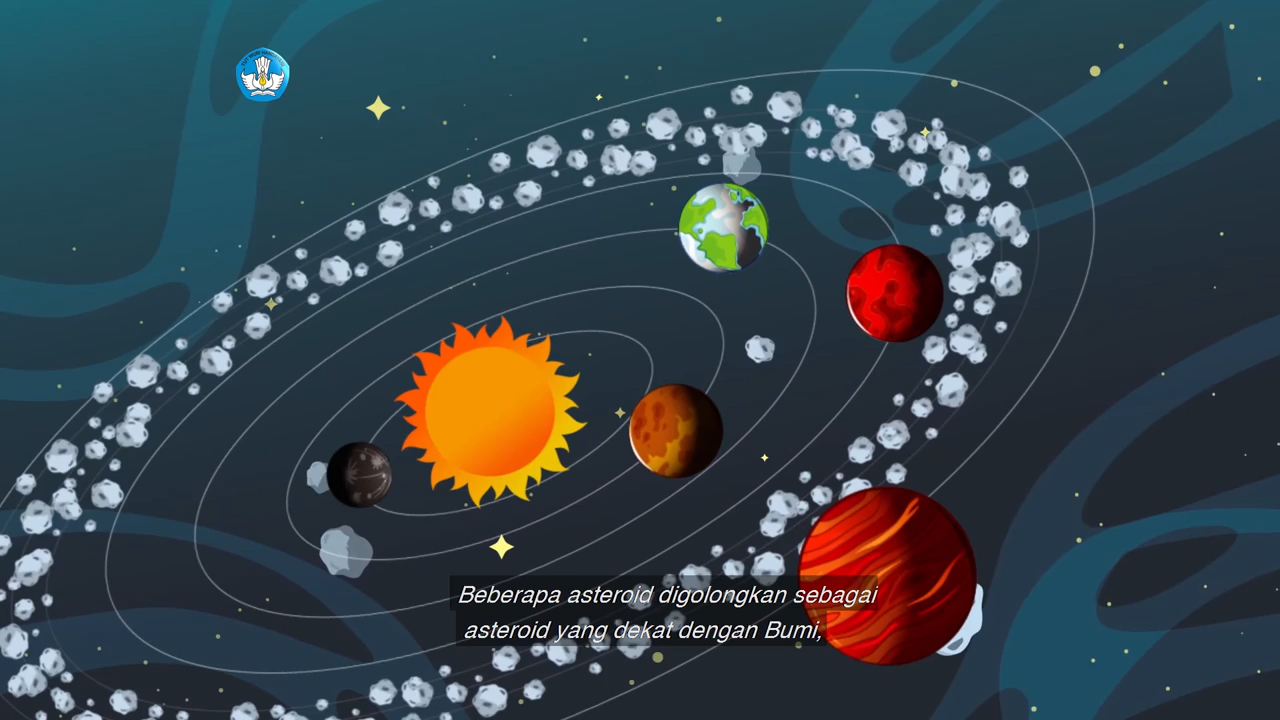 Beberapa asteroid digolongkan sebagai
asteroid yang dekat dengan Bumi,